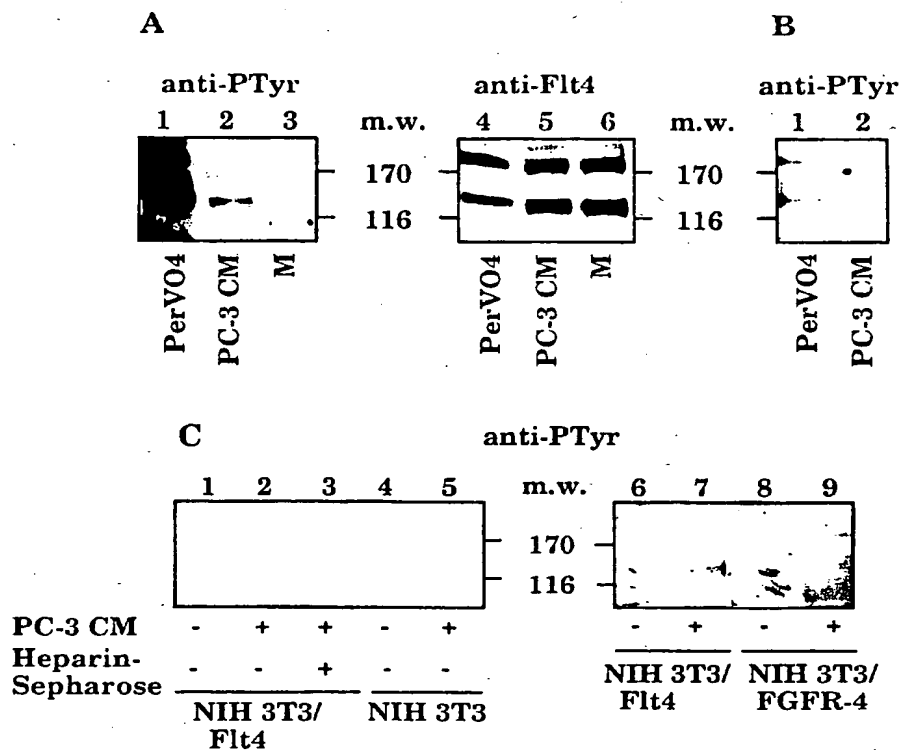 A B
anti-PTyr anti-Flt4 anti-PTyr
1 2 3 m.w. 4 5 6 m.w. 1 2
170 170
116 116
PerVO4 PC-3 CM M PerVO4 PC-3 CM M PerVO4 PC-3 CM
C anti-PTyr
1 2 3 4 5 m.w. 6 7 8 9
170
116
PC-3 CM - + + - + - + - +
Heparin-
Sepharose - - + - -
NIH 3T3/
Flt4
NIH 3T3
NIH 3T3/
Flt4
NIH 3T3/
FGFR-4